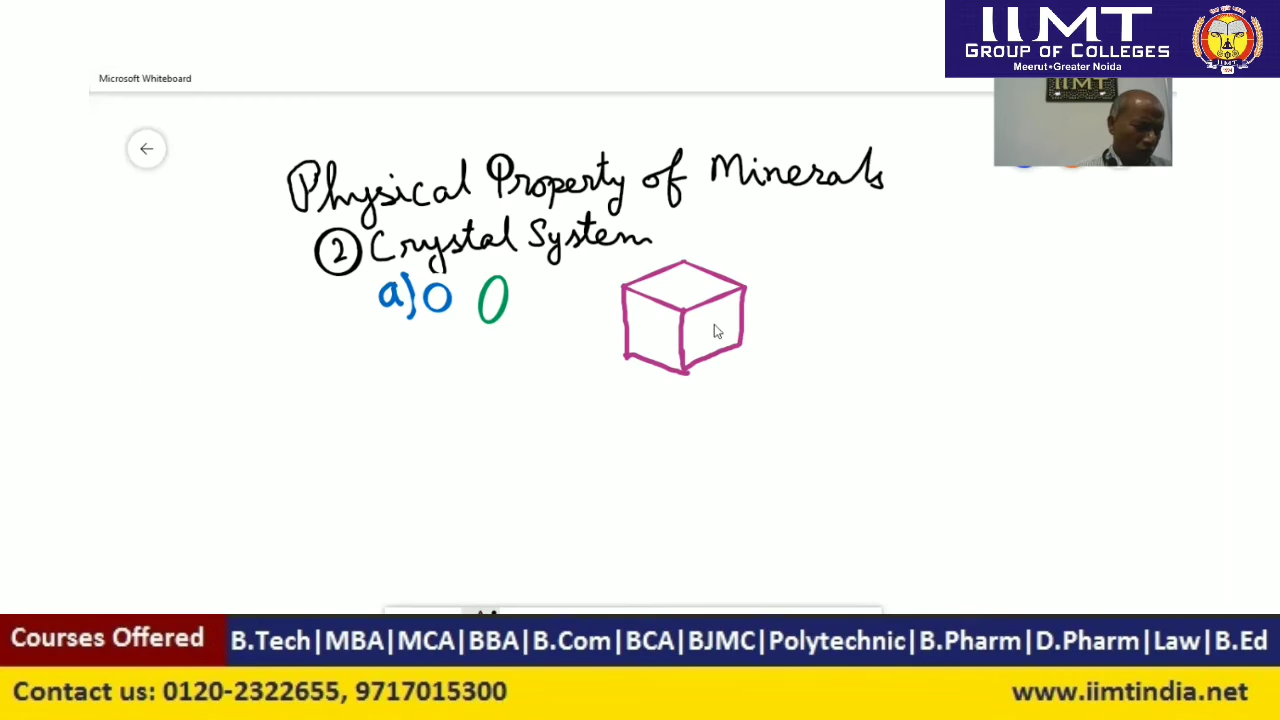 IIMT
GROUP OF COLLEGES
Meerut•Greater Noida
Microsoft Whiteboard
IIMT
Physical Property of Minerals
② Crystal System
a)
Courses Offered
B.Tech|MBA|MCA|BBA|B.Com|BCA|BJMC|Polytechnic|B.Pharm|D.Pharm|Law|B.Ed
Contact us: 0120-2322655, 9717015300
www.iimtindia.net